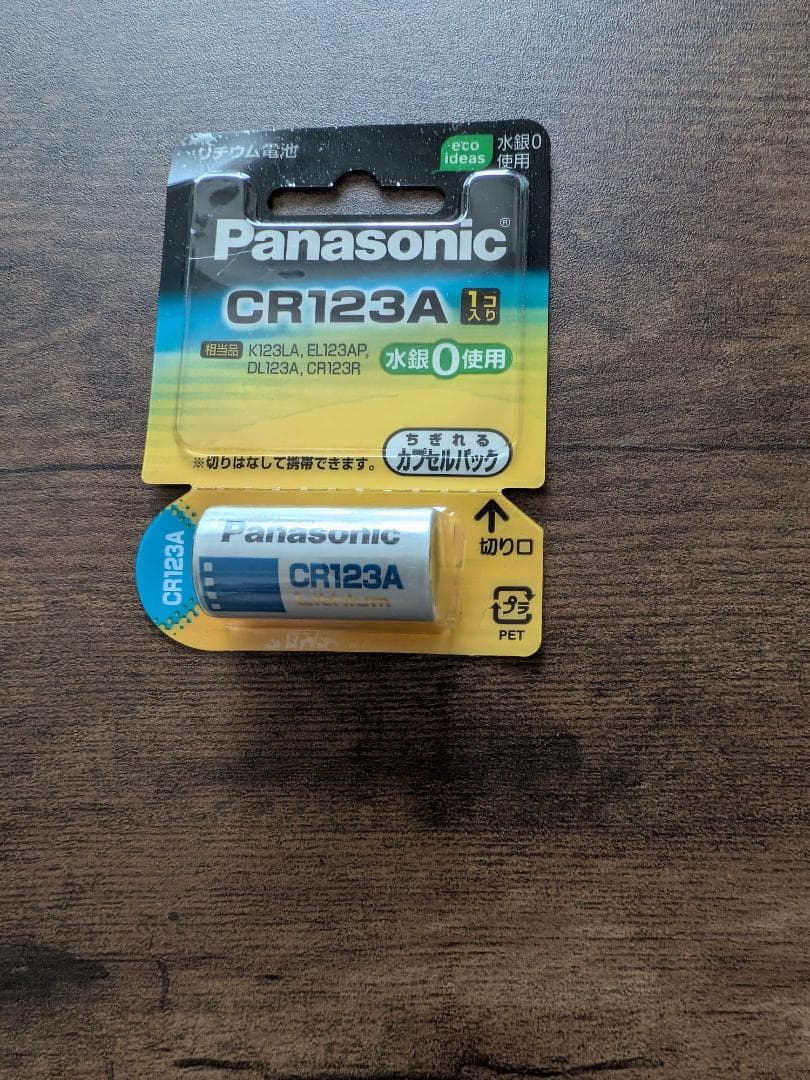 リチウム電池
eco ideas
水銀0使用
Panasonic®
CR123A 1コ入り
相当品 K123LA, EL123AP,
DL123A, CR123R
水銀0使用
※切りはなして携帯できます。
ちぎれる
カプセルパック
CR123A
Panasonic
CR123A
Lithium
切り口
プラ
PET